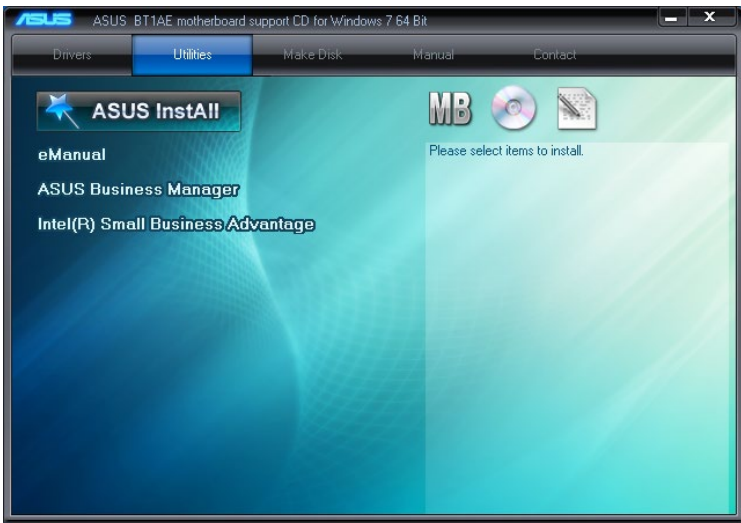 ASUS BT1AE motherboard support CD for Windows 7 64 Bit
Drivers Utilities Make Disk Manual Contact
ASUS InstAll
eManual
ASUS Business Manager
Intel(R) Small Business Advantage
MB
Please select items to install.